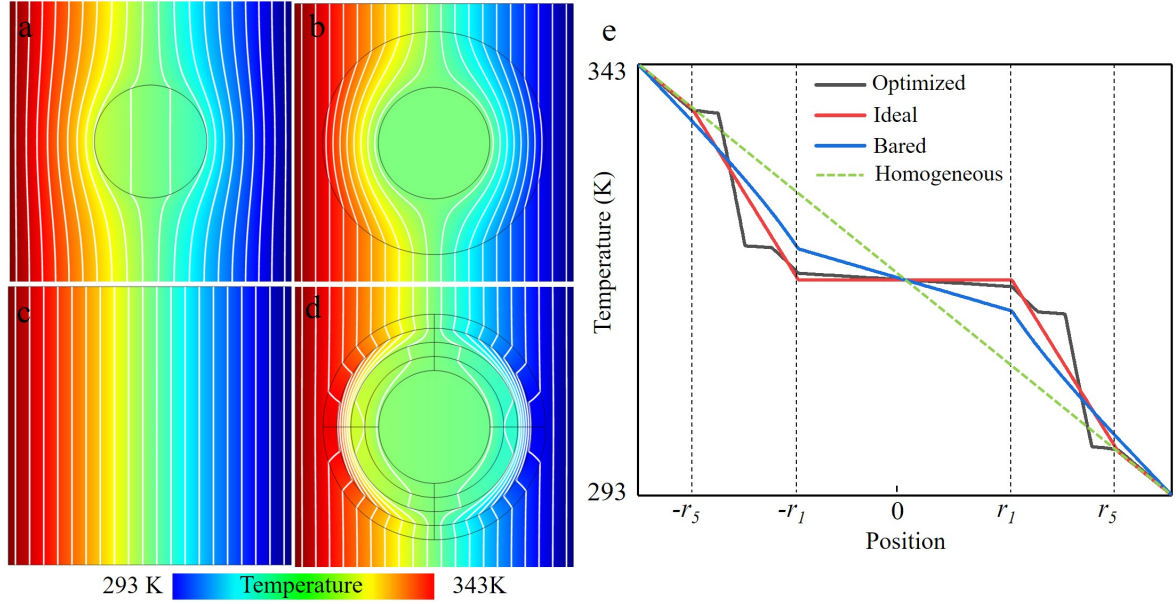 a
b
c
d
293 K
Temperature
343K
e
343
Optimized
Ideal
Bared
Homogeneous
Temperature (K)
293
-r5
-r1
0
r1
r5
Position